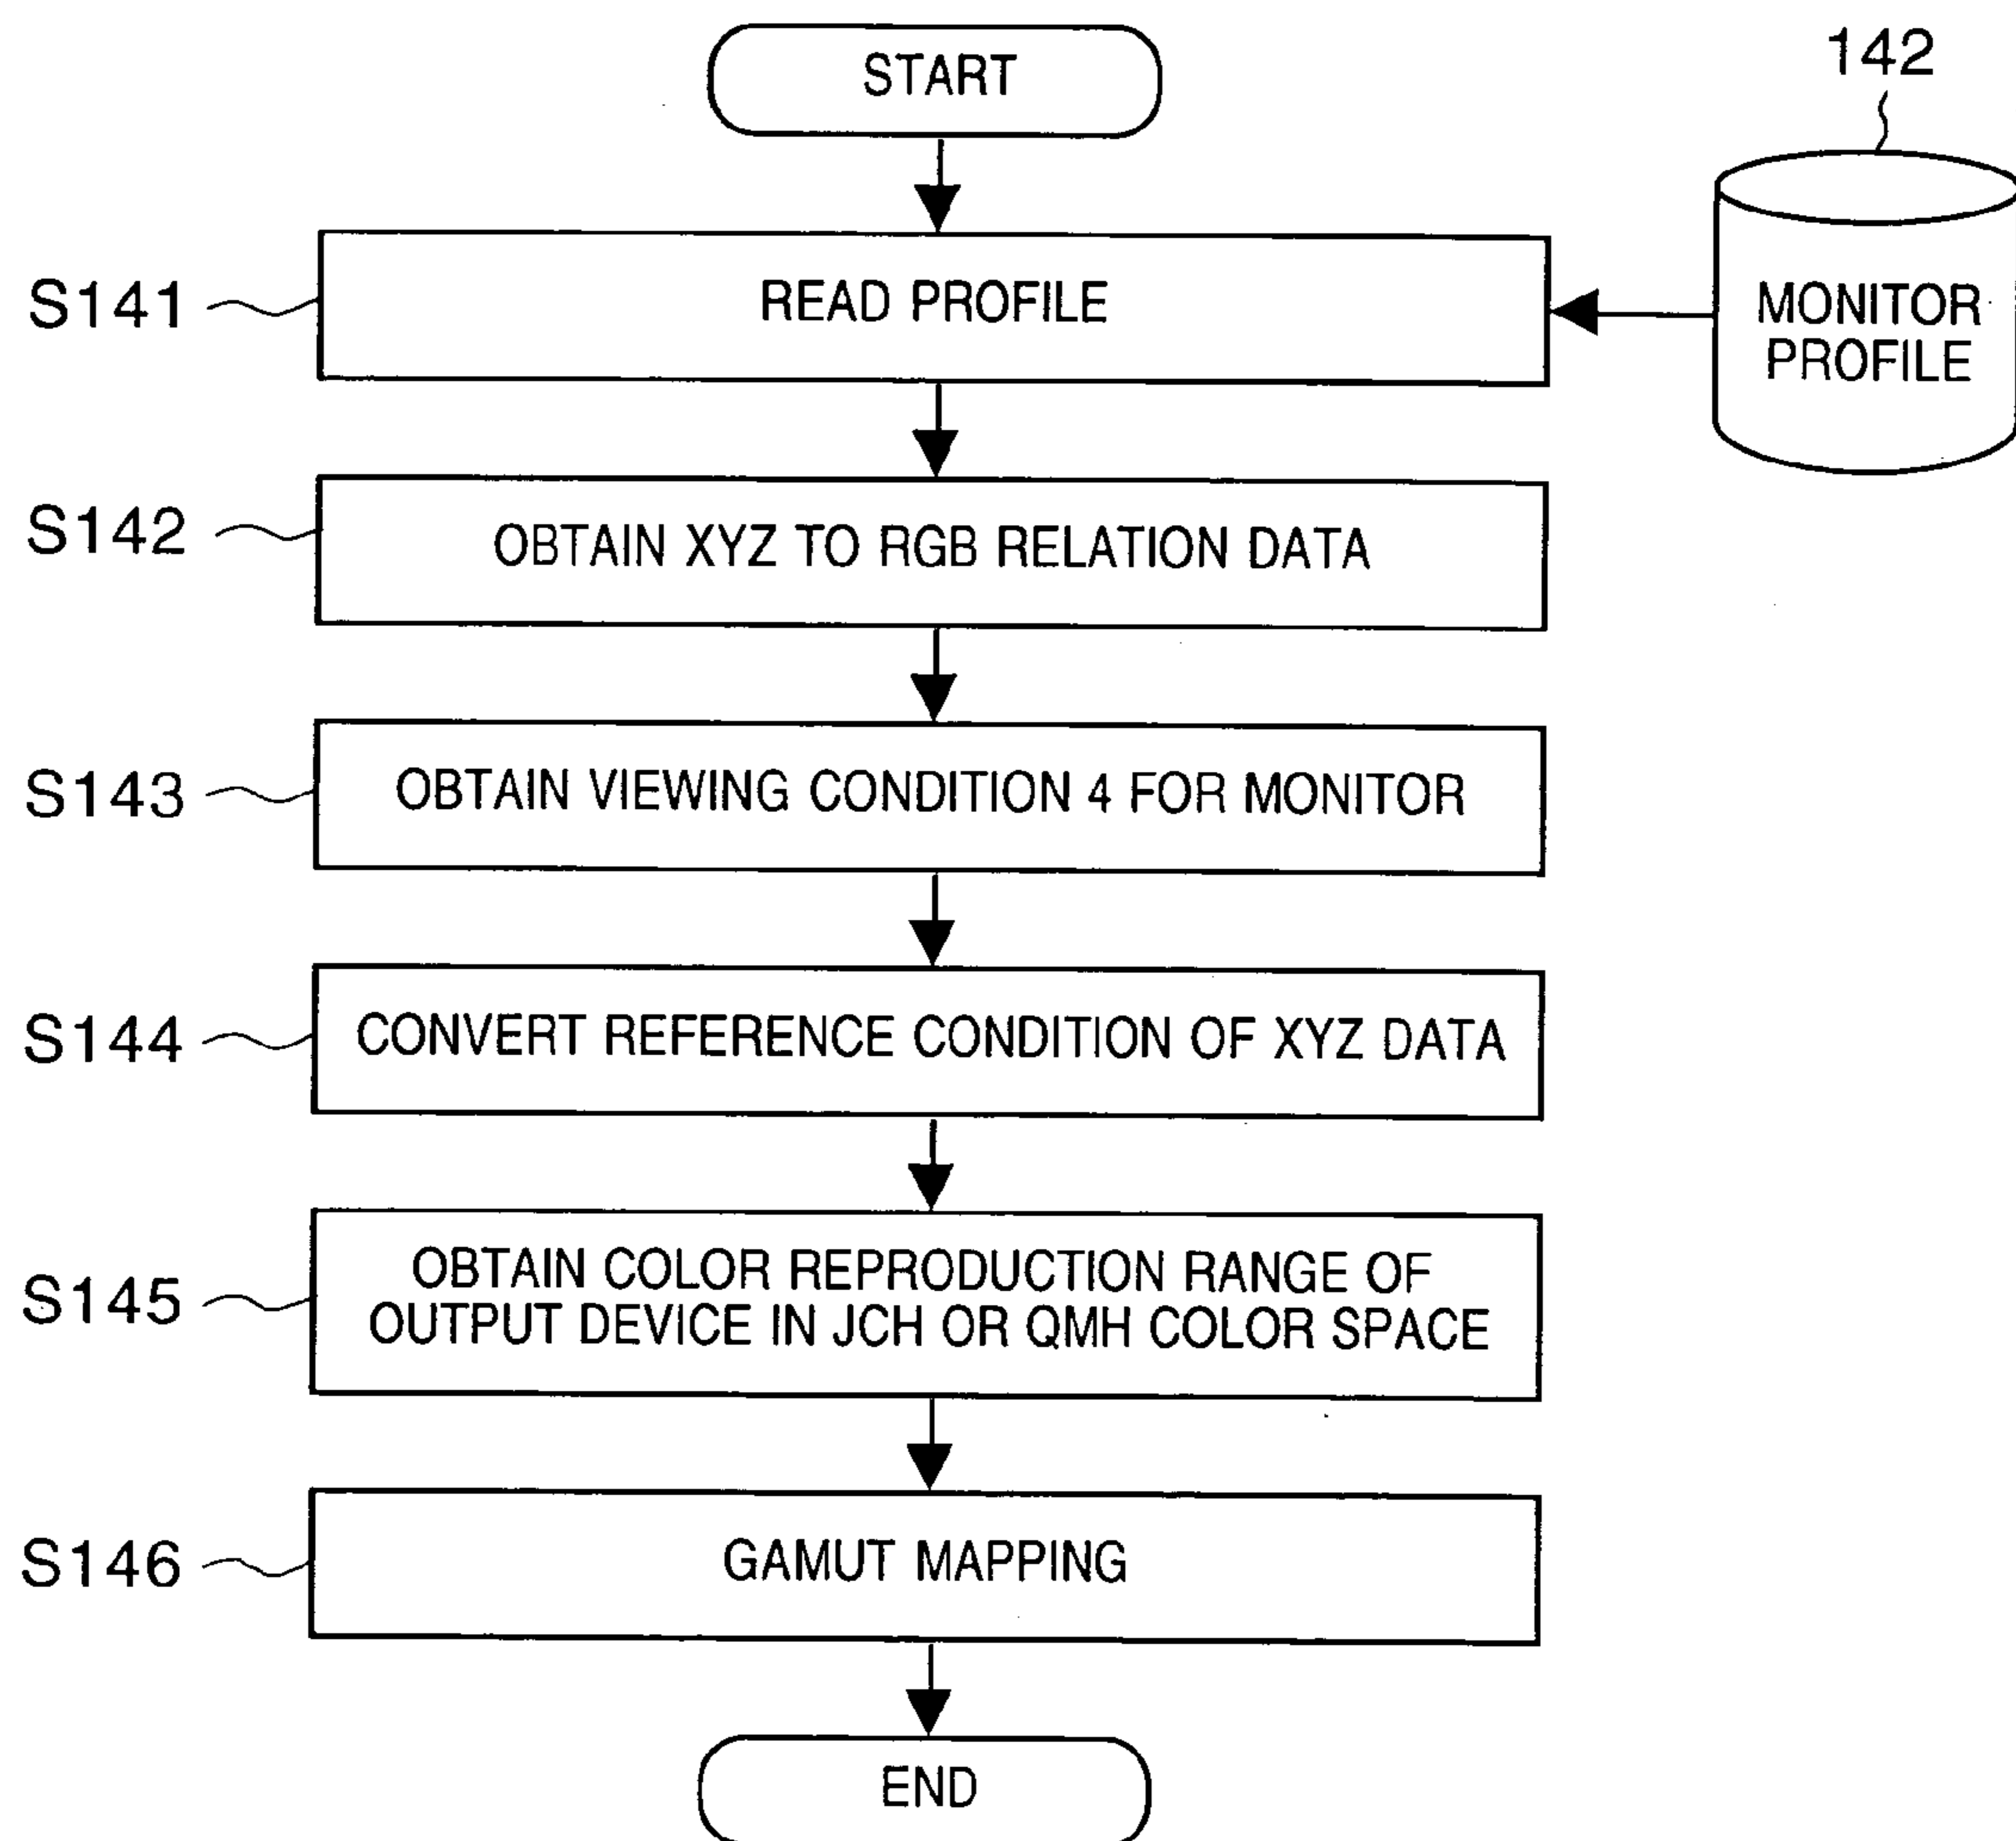 START
142
S141
READ PROFILE
MONITOR
PROFILE
S142
OBTAIN XYZ TO RGB RELATION DATA
S143
OBTAIN VIEWING CONDITION 4 FOR MONITOR
S144
CONVERT REFERENCE CONDITION OF XYZ DATA
S145
OBTAIN COLOR REPRODUCTION RANGE OF
OUTPUT DEVICE IN JCH OR QMH COLOR SPACE
S146
GAMUT MAPPING
END